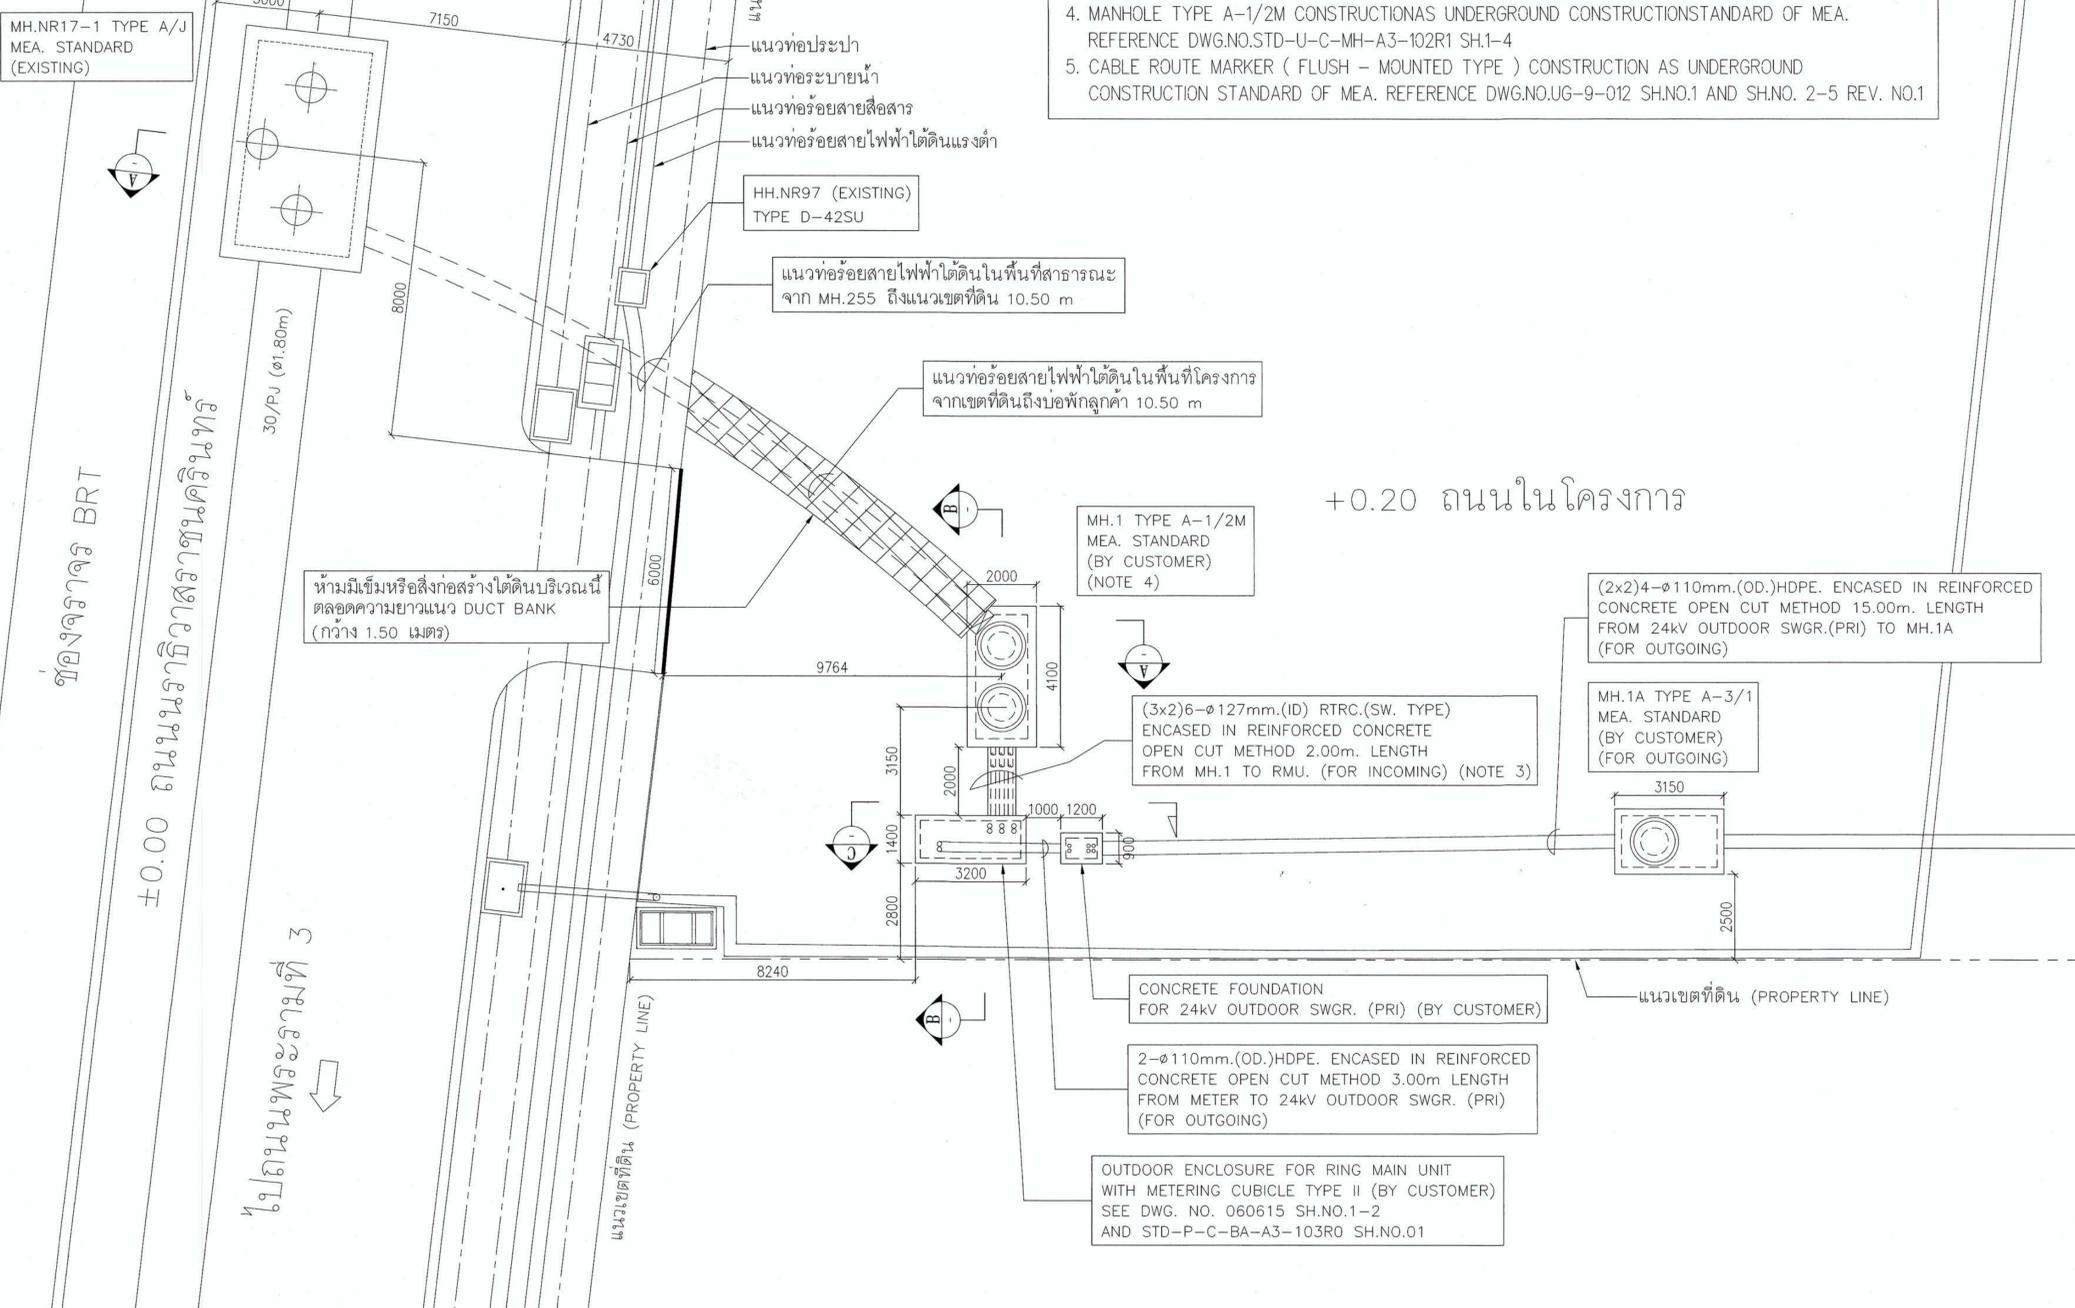 MH.NR17-1 TYPE A/J
MEA. STANDARD
(EXISTING)
7150
4730
4. MANHOLE TYPE A-1/2M CONSTRUCTIONAS UNDERGROUND CONSTRUCTIONSTANDARD OF MEA.
REFERENCE DWG.NO.STD-U-C-MH-A3-102R1 SH.1-4
5. CABLE ROUTE MARKER ( FLUSH - MOUNTED TYPE ) CONSTRUCTION AS UNDERGROUND
CONSTRUCTION STANDARD OF MEA. REFERENCE DWG.NO.UG-9-012 SH.NO.1 AND SH.NO. 2-5 REV. NO.1
แนวท่อประปา
แนวท่อระบายน้ำ
แนวท่อร้อยสายสื่อสาร
แนวท่อร้อยสายไฟฟ้าใต้ดินแรงต่ำ
A
-
HH.NR97 (EXISTING)
TYPE D-42SU
แนวท่อร้อยสายไฟฟ้าใต้ดินในพื้นที่สาธารณะ
จาก MH.255 ถึงแนวเขตที่ดิน 10.50 m
8000
30/PJ (ø1.80m)
แนวท่อร้อยสายไฟฟ้าใต้ดินในพื้นที่โครงการ
จากเขตที่ดินถึงบ่อพักลูกค้า 10.50 m
ช่องจราจร BRT
±0.00 ถนนนราธิวาสราชนครินทร์
+0.20 ถนนในโครงการ
B
-
MH.1 TYPE A-1/2M
MEA. STANDARD
(BY CUSTOMER)
(NOTE 4)
6000
2000
ห้ามมีเข็มหรือสิ่งก่อสร้างใต้ดินบริเวณนี้
ตลอดความยาวแนว DUCT BANK
(กว้าง 1.50 เมตร)
(2x2)4-ø110mm.(OD.)HDPE. ENCASED IN REINFORCED
CONCRETE OPEN CUT METHOD 15.00m. LENGTH
FROM 24kV OUTDOOR SWGR.(PRI) TO MH.1A
(FOR OUTGOING)
9764
4100
A
-
(3x2)6-ø127mm.(ID) RTRC.(SW. TYPE)
ENCASED IN REINFORCED CONCRETE
OPEN CUT METHOD 2.00m. LENGTH
FROM MH.1 TO RMU. (FOR INCOMING) (NOTE 3)
MH.1A TYPE A-3/1
MEA. STANDARD
(BY CUSTOMER)
(FOR OUTGOING)
3150
3150
2000
1000
1200
C
-
1400
900
3200
2800
2500
8240
ไปถนนพระรามที่ 3
B
-
CONCRETE FOUNDATION
FOR 24kV OUTDOOR SWGR. (PRI) (BY CUSTOMER)
แนวเขตที่ดิน (PROPERTY LINE)
แนวเขตที่ดิน (PROPERTY LINE)
2-ø110mm.(OD.)HDPE. ENCASED IN REINFORCED
CONCRETE OPEN CUT METHOD 3.00m LENGTH
FROM METER TO 24kV OUTDOOR SWGR. (PRI)
(FOR OUTGOING)
OUTDOOR ENCLOSURE FOR RING MAIN UNIT
WITH METERING CUBICLE TYPE II (BY CUSTOMER)
SEE DWG. NO. 060615 SH.NO.1-2
AND STD-P-C-BA-A3-103R0 SH.NO.01